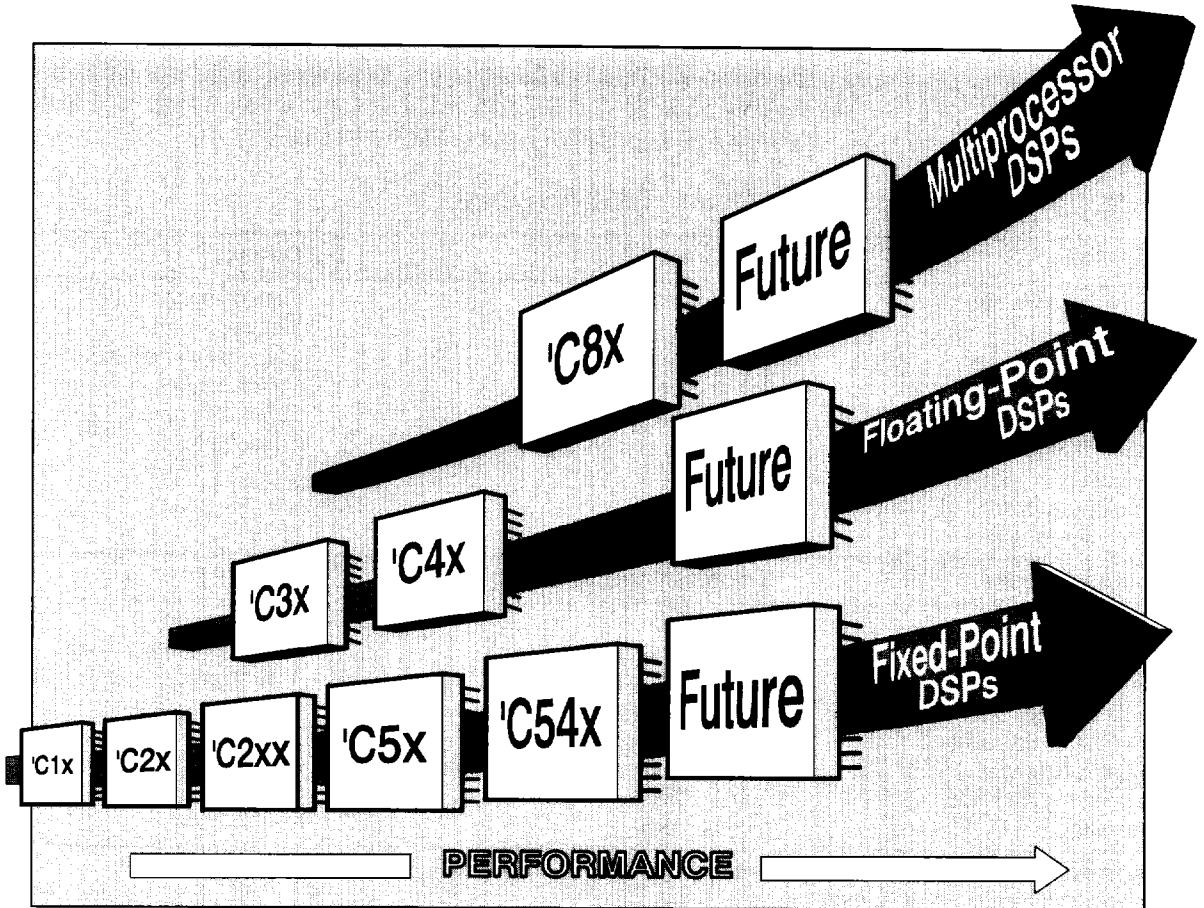 Multiprocessor
DSPs
Future
'C8x
Floating-Point
DSPs
Future
'C4x
'C3x
Fixed-Point
DSPs
Future
'C54x
'C5x
'C2xx
'C2x
'C1x
PERFORMANCE